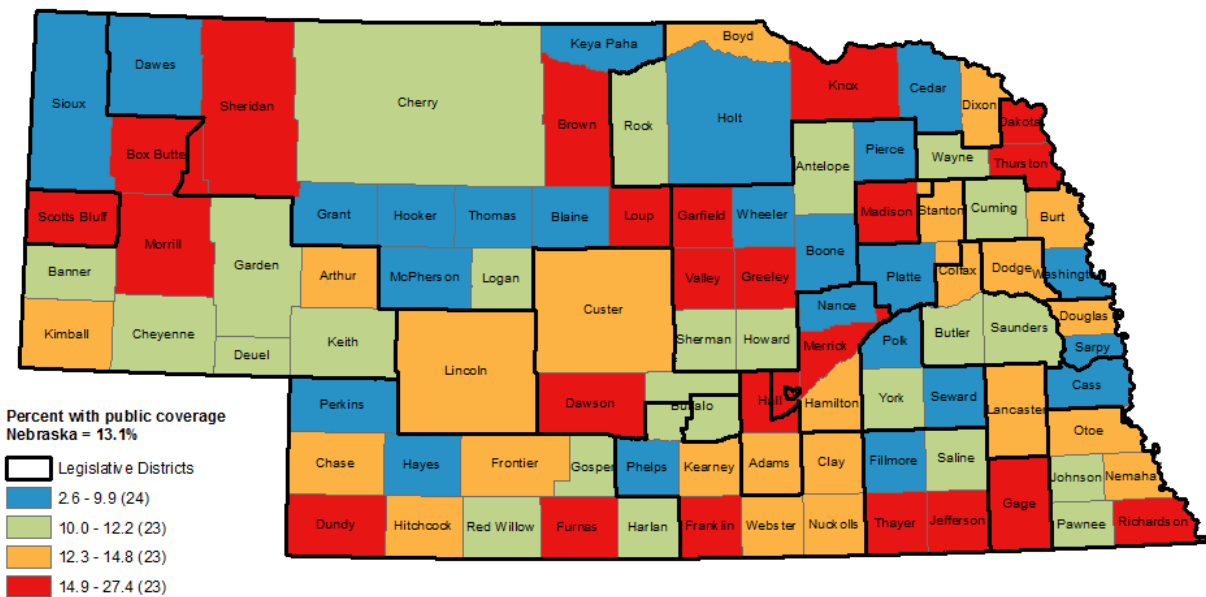 Keya Paha
Boyd
Dawes
Sioux
Sheridan
Cherry
Brown
Rock
Holt
Knox
Cedar
Dixon
Dakota
Box Butte
Antelope
Pierce
Wayne
Thurston
Scotts Bluff
Grant
Hooker
Thomas
Blaine
Loup
Garfield
Wheeler
Madison
Stanton
Cuming
Burt
Morrill
Banner
Garden
Arthur
McPherson
Logan
Custer
Valley
Greeley
Boone
Platte
Colfax
Dodge
Washington
Nance
Kimball
Cheyenne
Deuel
Keith
Lincoln
Sherman
Howard
Merrick
Polk
Butler
Saunders
Douglas
Sarpy
Perkins
Dawson
Buffalo
Hall
Hamilton
York
Seward
Lancaster
Cass
Otoe
Percent with public coverage
Nebraska = 13.1%
Legislative Districts
2.6 - 9.9 (24)
10.0 - 12.2 (23)
12.3 - 14.8 (23)
14.9 - 27.4 (23)
Chase
Hayes
Frontier
Gosper
Phelps
Kearney
Adams
Clay
Fillmore
Saline
Gage
Johnson
Nemaha
Dundy
Hitchcock
Red Willow
Furnas
Harlan
Franklin
Webster
Nuckolls
Thayer
Jefferson
Pawnee
Richardson